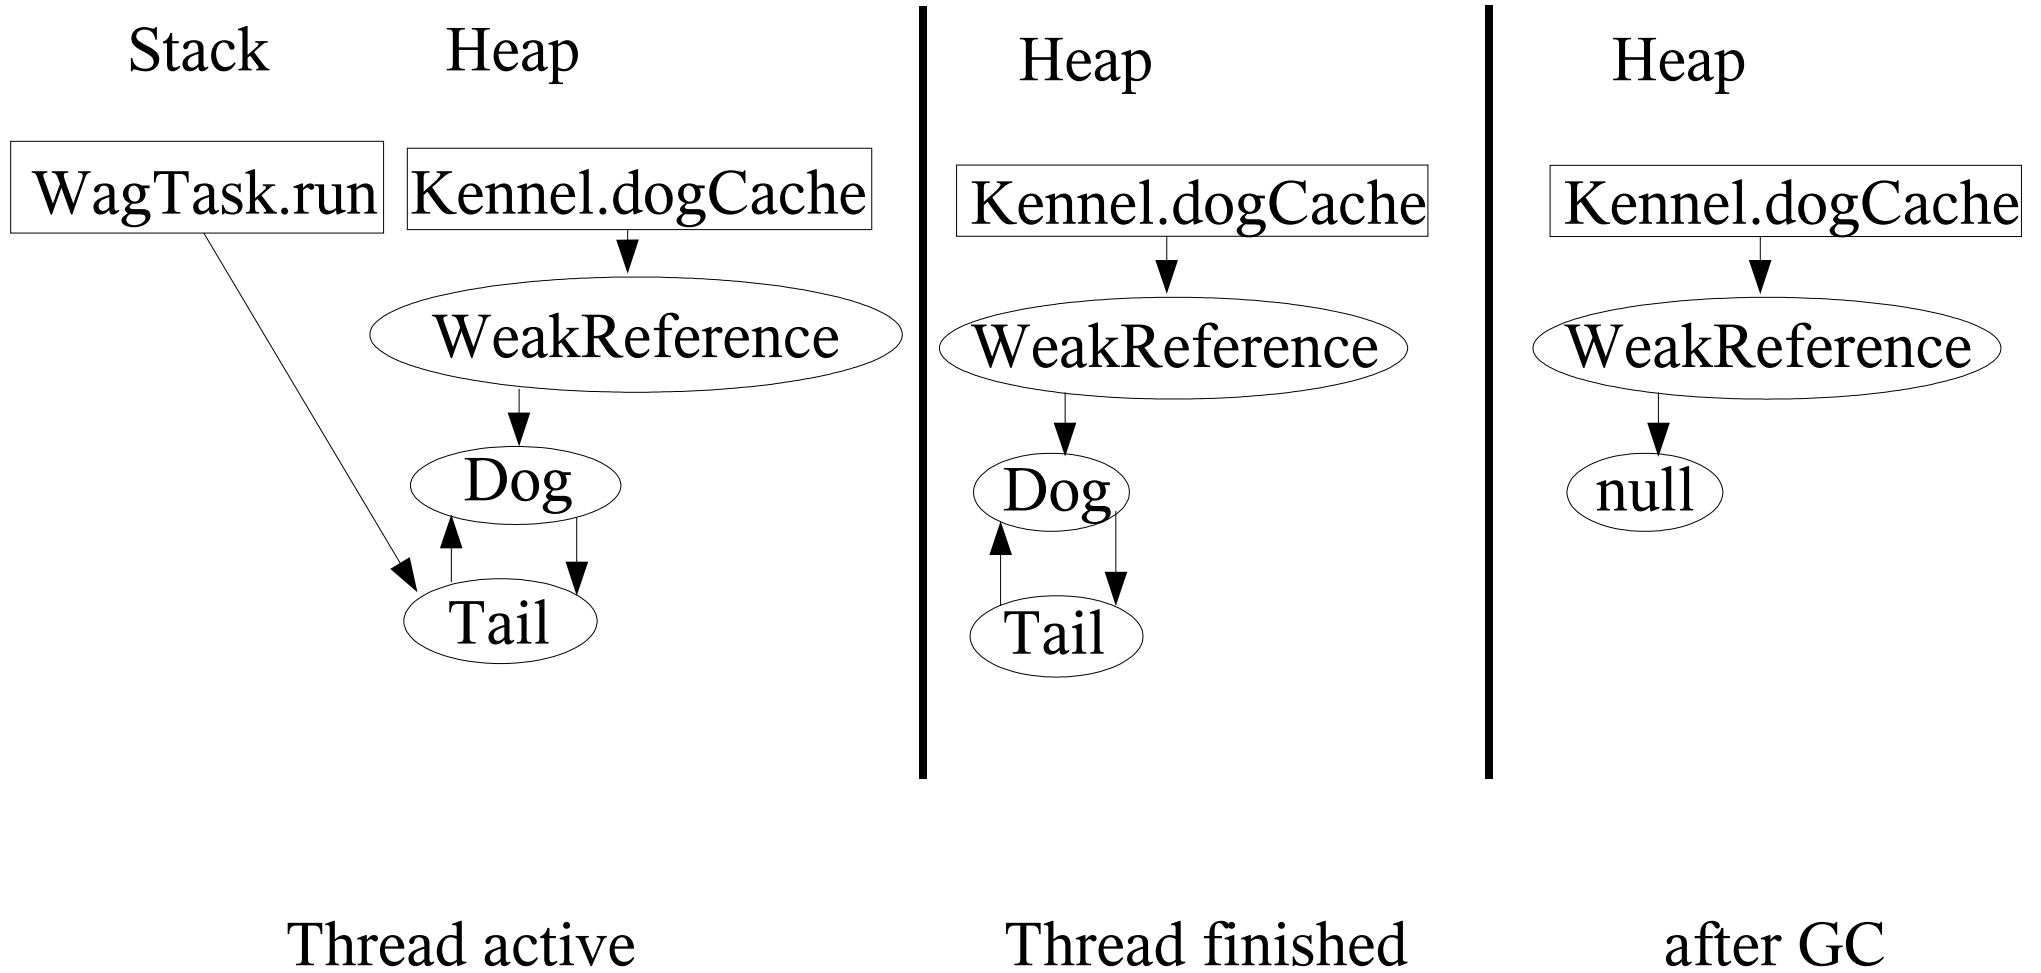 Stack
Heap
WagTask.run
Kennel.dogCache
WeakReference
Dog
Tail
Thread active
Heap
Kennel.dogCache
WeakReference
Dog
Tail
Thread finished
Heap
Kennel.dogCache
WeakReference
null
after GC